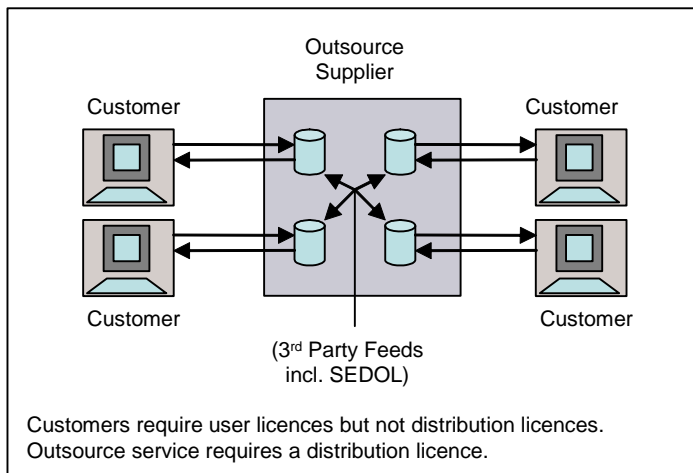 Outsource
Supplier
Customer
Customer
Customer
Customer
(3rd Party Feeds
incl. SEDOL)
Customers require user licences but not distribution licences.
Outsource service requires a distribution licence.